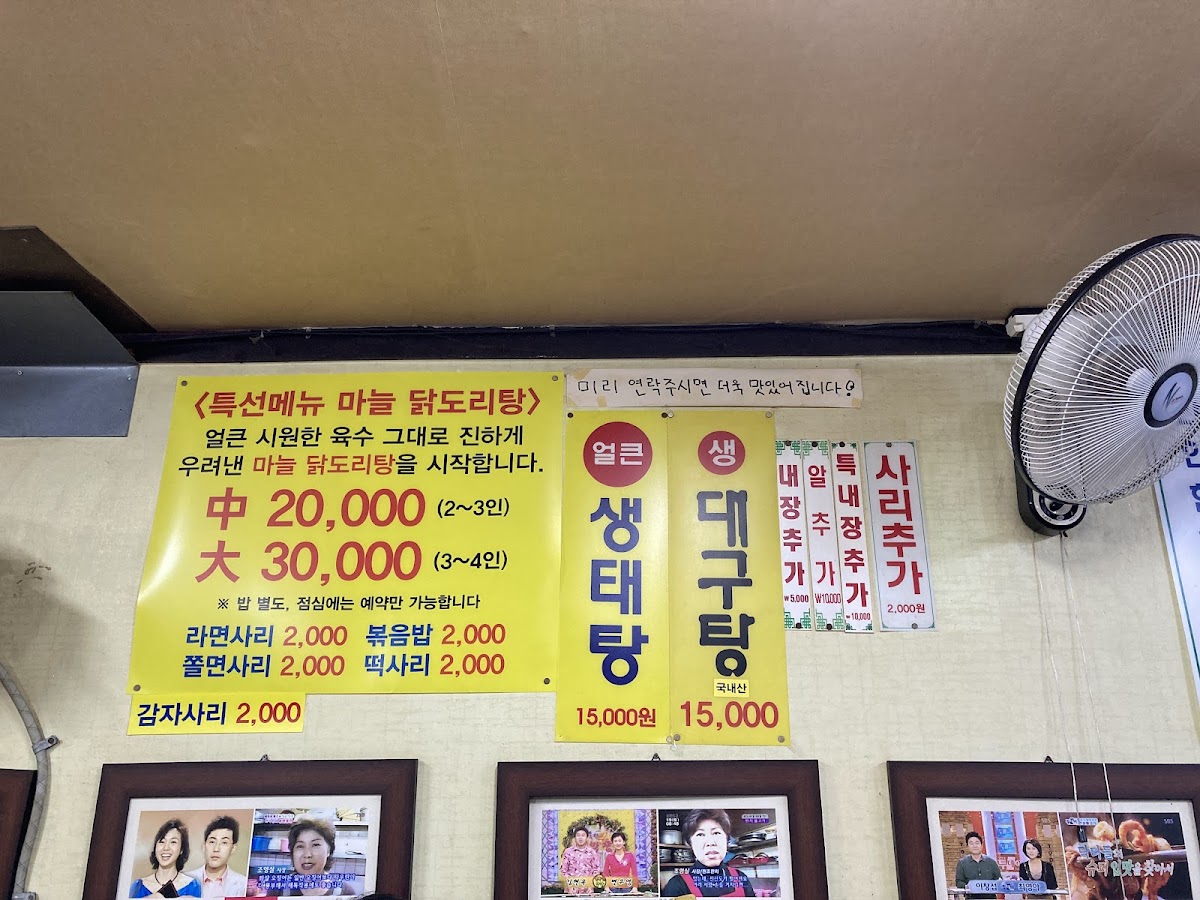 <특선메뉴 마늘 닭도리탕>
얼큰 시원한 육수 그대로 진하게
우려낸 마늘 닭도리탕을 시작합니다.
中 20,000 (2~3인)
大 30,000 (3~4인)
※ 밥 별도, 점심에는 예약만 가능합니다
라면사리 2,000 볶음밥 2,000
쫄면사리 2,000 떡사리 2,000
감자사리 2,000
미리 연락주시면 더욱 맛있어집니다!
얼큰
생태탕
15,000원
생
대구탕
국내산
15,000
내장추가
₩5,000
알추가
₩10,000
특내장추가
₩10,000
사리추가
2,000원
조영실
조영실
SBS